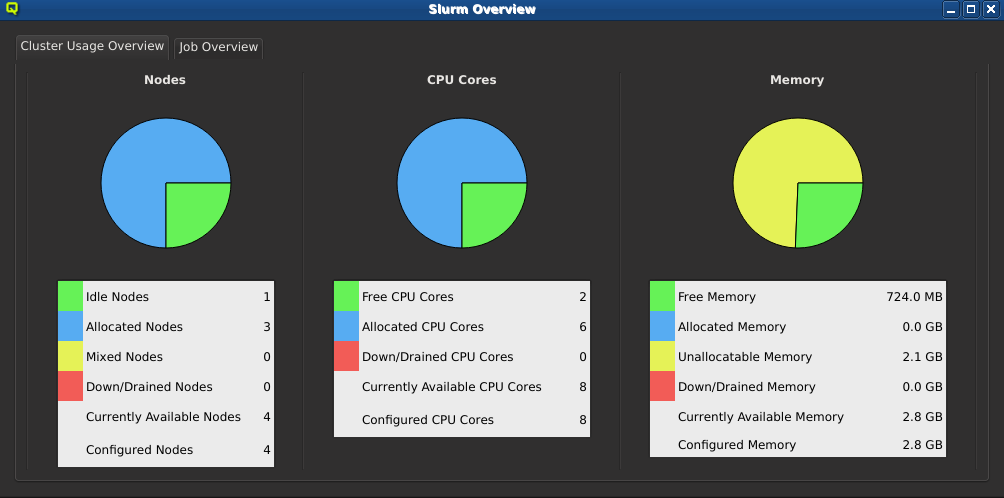 Slurm Overview
Cluster Usage Overview
Job Overview
Nodes
Idle Nodes 1
Allocated Nodes 3
Mixed Nodes 0
Down/Drained Nodes 0
Currently Available Nodes 4
Configured Nodes 4
CPU Cores
Free CPU Cores 2
Allocated CPU Cores 6
Down/Drained CPU Cores 0
Currently Available CPU Cores 8
Configured CPU Cores 8
Memory
Free Memory 724.0 MB
Allocated Memory 0.0 GB
Unallocatable Memory 2.1 GB
Down/Drained Memory 0.0 GB
Currently Available Memory 2.8 GB
Configured Memory 2.8 GB